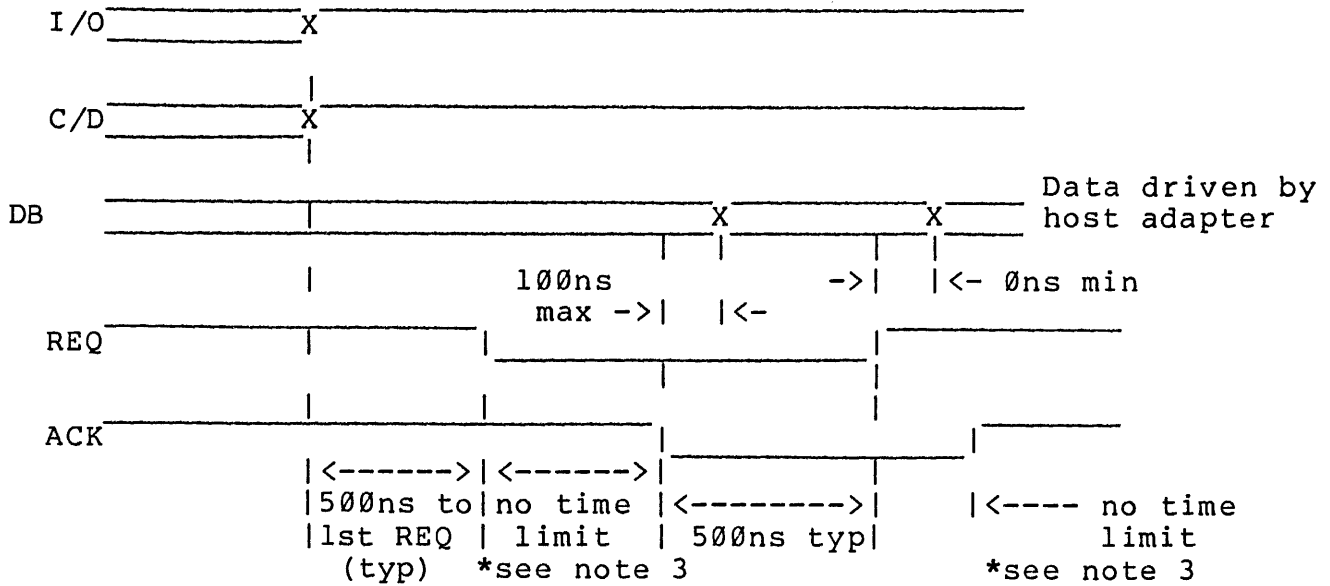 I/O
C/D
DB
Data driven by
host adapter
100ns
-> | |<- 0ns min
max ->| |<-
REQ
ACK
|<------>|<------>|
|500ns to|no time |<-------->| |<---- no time
|1st REQ | limit | 500ns typ| limit
(typ) *see note 3 *see note 3